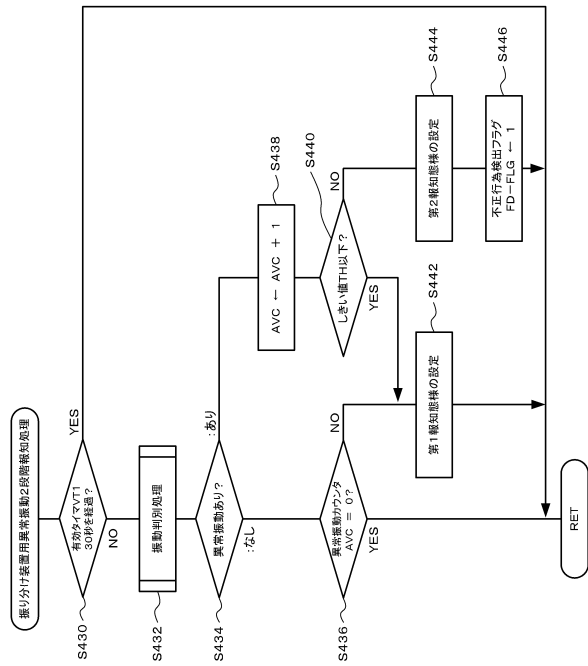 振り分け装置用異常振動2段階報知処理
S430
有効タイマVT1
30秒を経過?
YES
NO
S432
振動判別処理
S434
異常振動あり?
:あり
:なし
S438
AVC ← AVC + 1
S436
異常振動カウンタ
AVC = 0?
NO
YES
S440
しきい値TH以下?
NO
YES
S442
第1報知態様の設定
S444
第2報知態様の設定
S446
不正行為検出フラグ
FD-FLG ← 1
RET